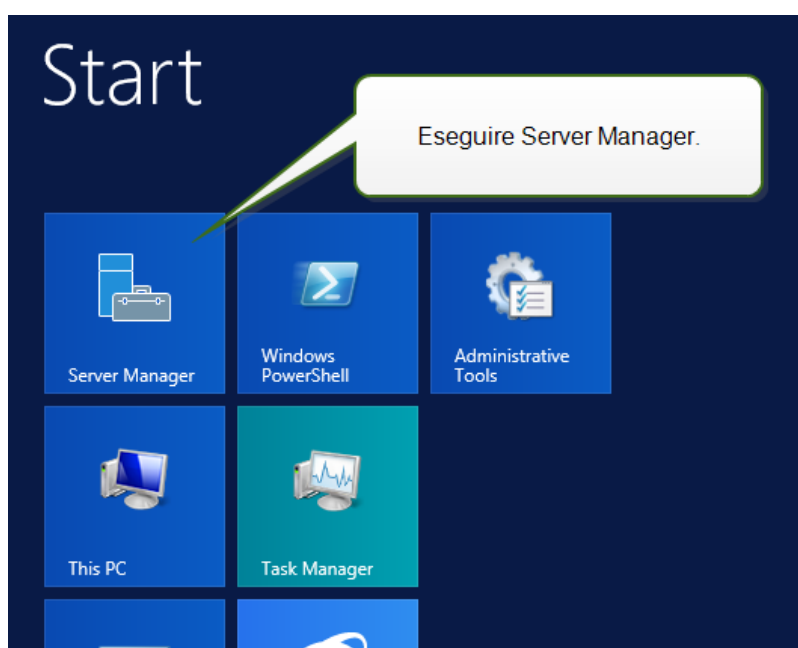 Start
Eseguire Server Manager.
Server Manager
Windows
PowerShell
Administrative
Tools
This PC
Task Manager